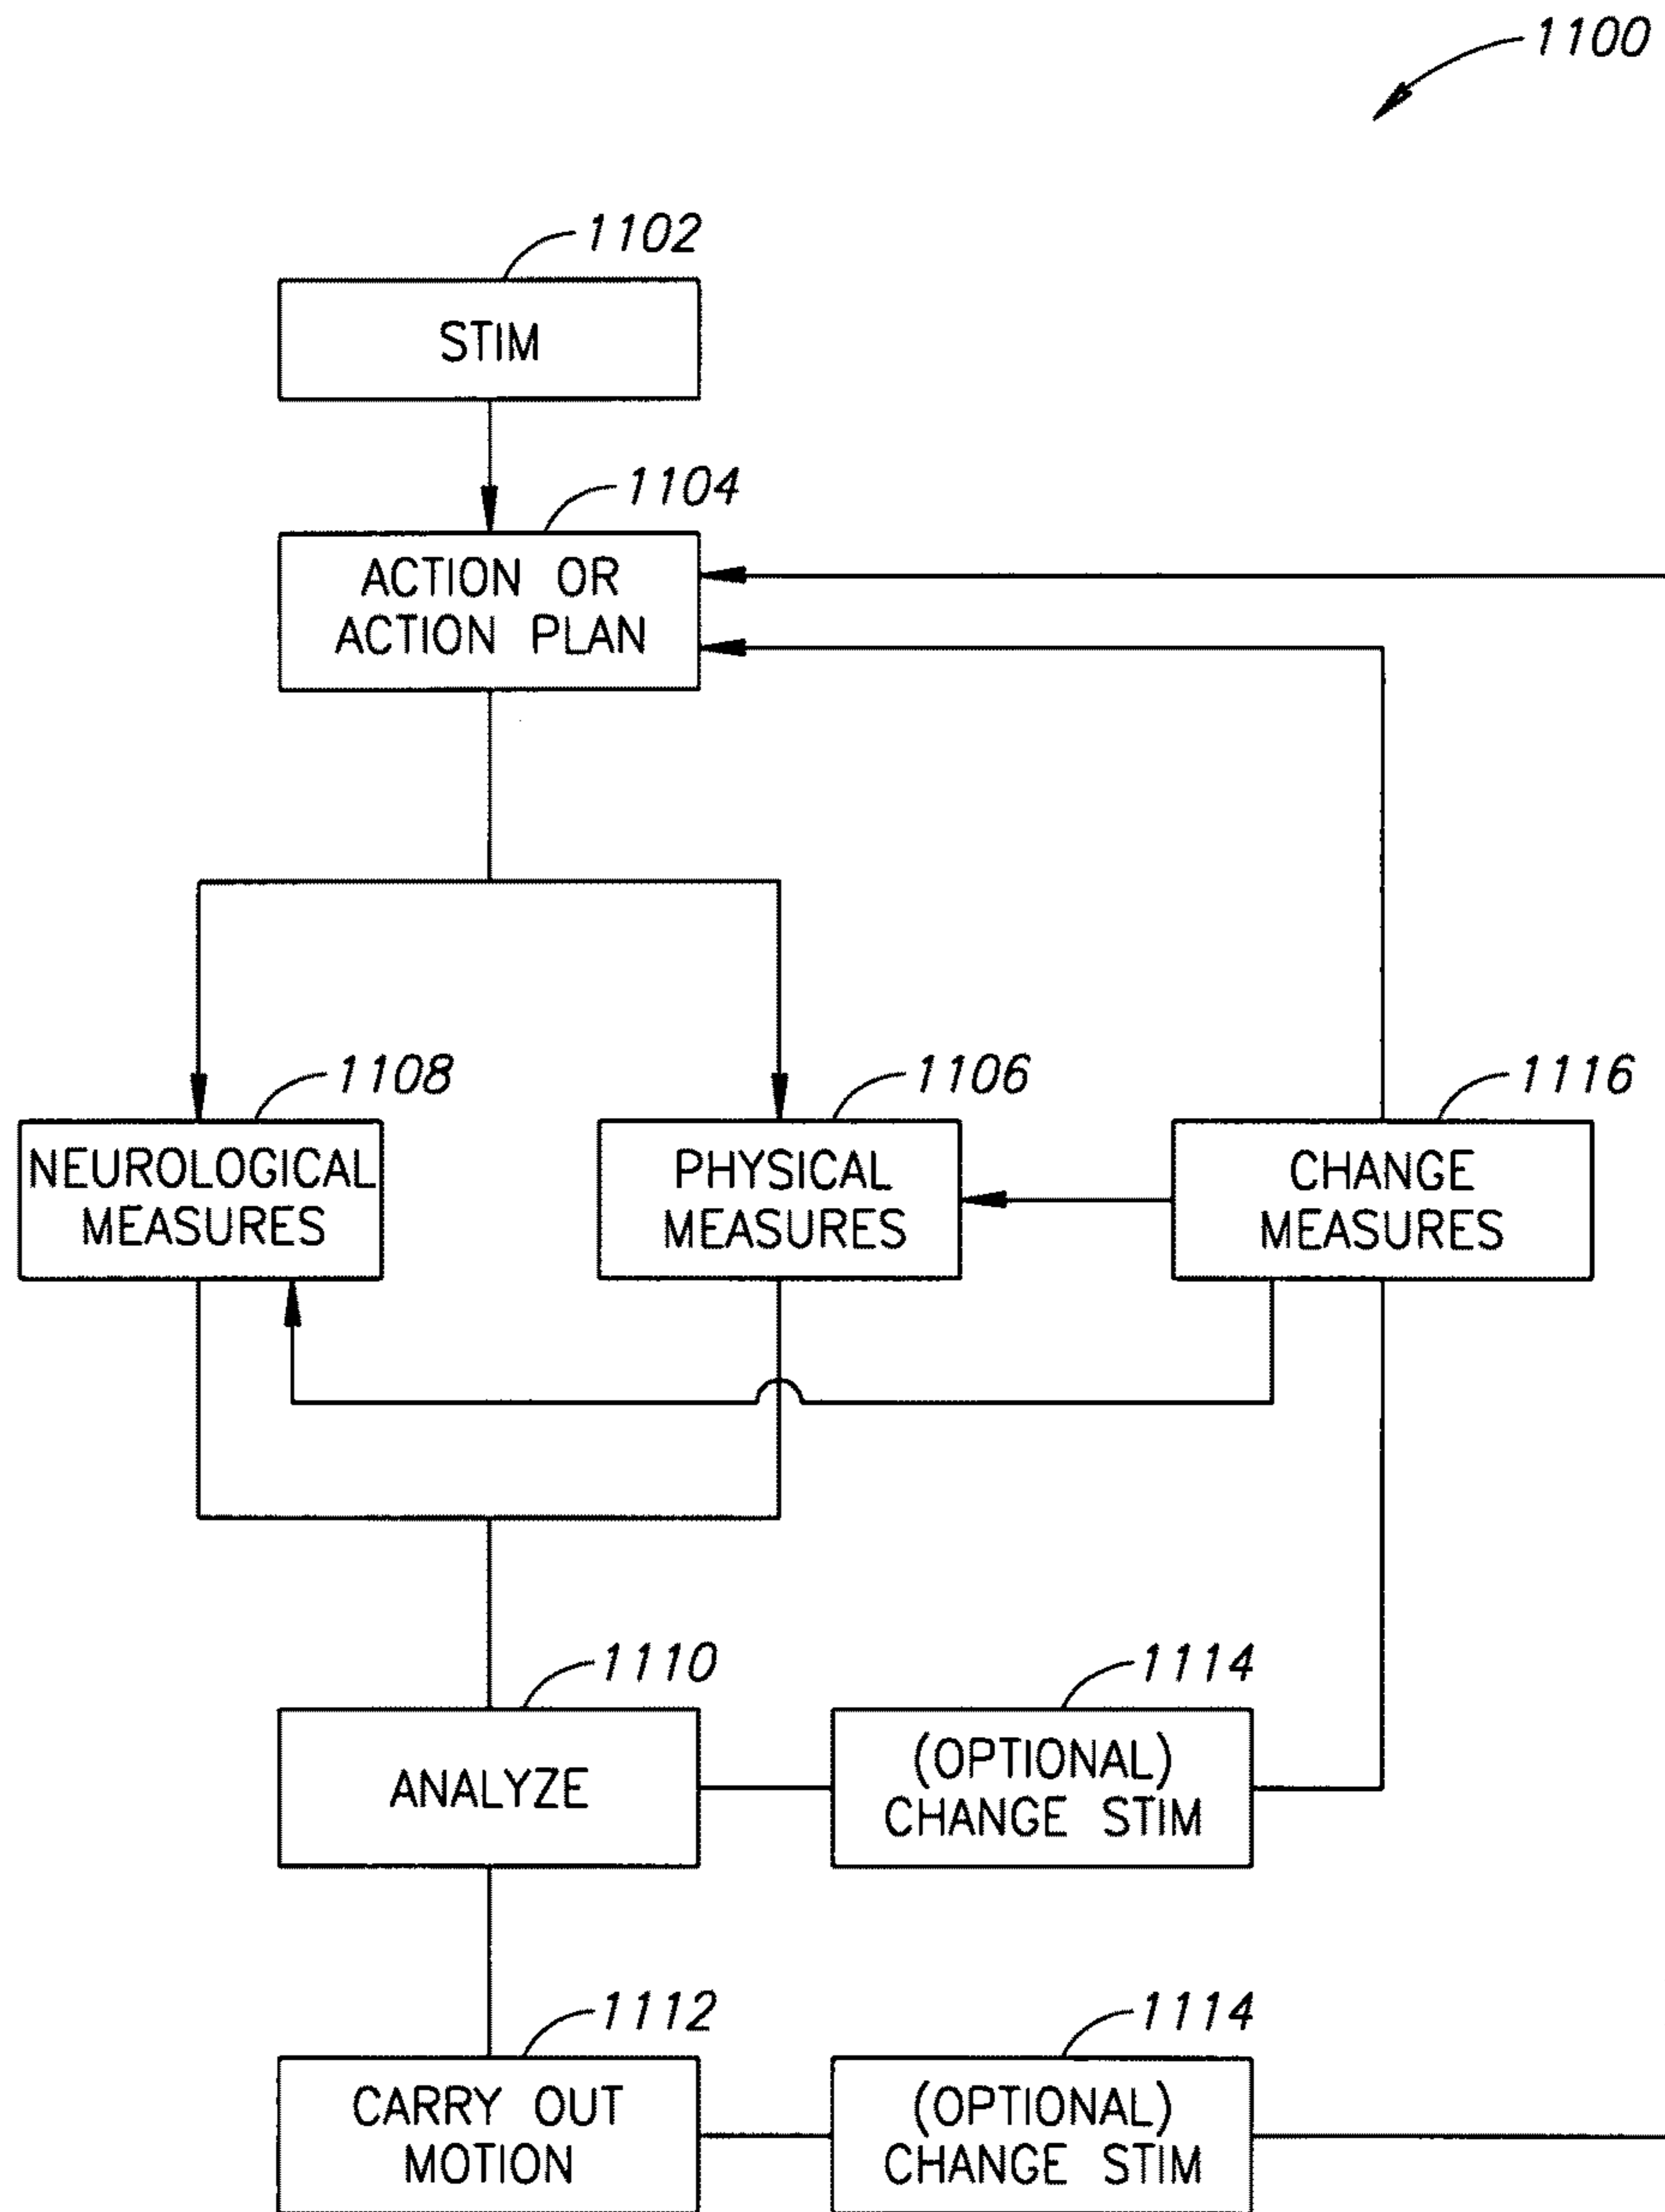 1100
1102
STIM
1104
ACTION OR
ACTION PLAN
1108
NEUROLOGICAL
MEASURES
1106
PHYSICAL
MEASURES
1116
CHANGE
MEASURES
1110
ANALYZE
1114
(OPTIONAL)
CHANGE STIM
1112
CARRY OUT
MOTION
1114
(OPTIONAL)
CHANGE STIM